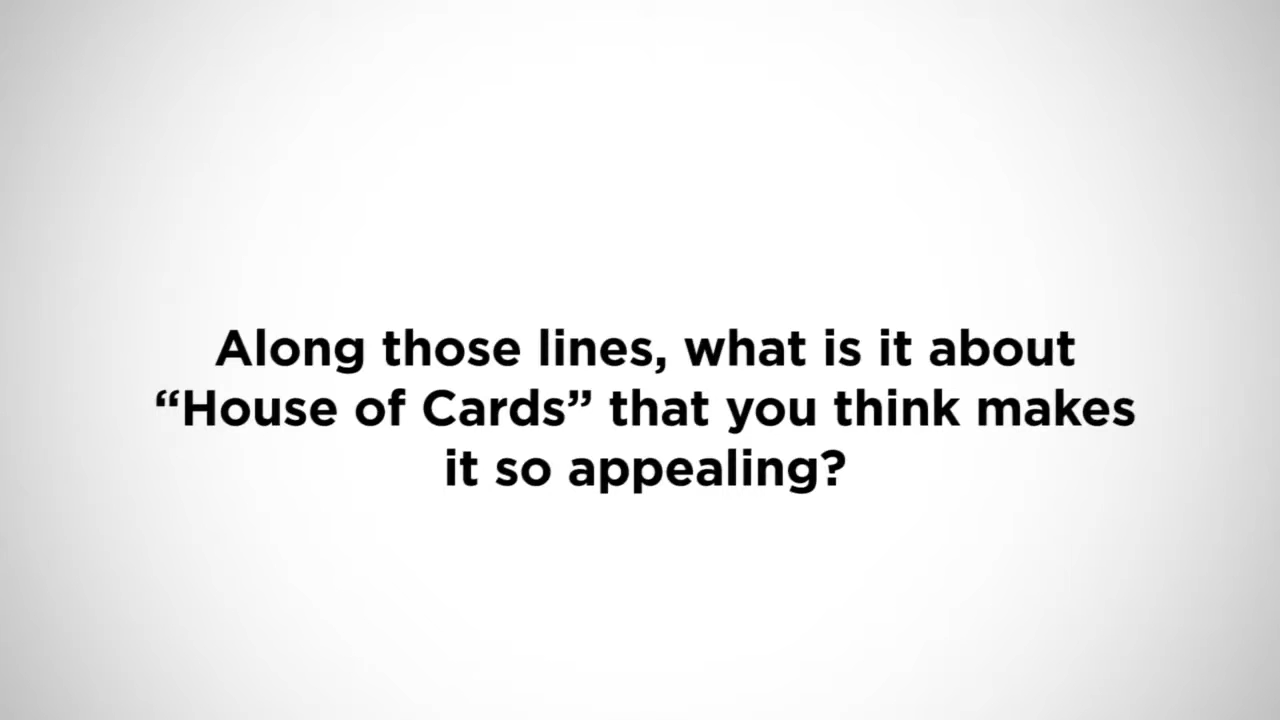 Along those lines, what is it about
“House of Cards” that you think makes
it so appealing?